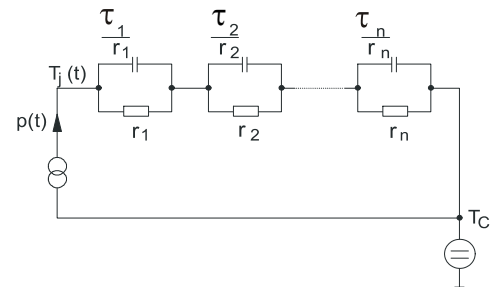 τ1 τ2 τn
r1 r2 rn
Tj (t)
p(t)
r1 r2 rn
TC